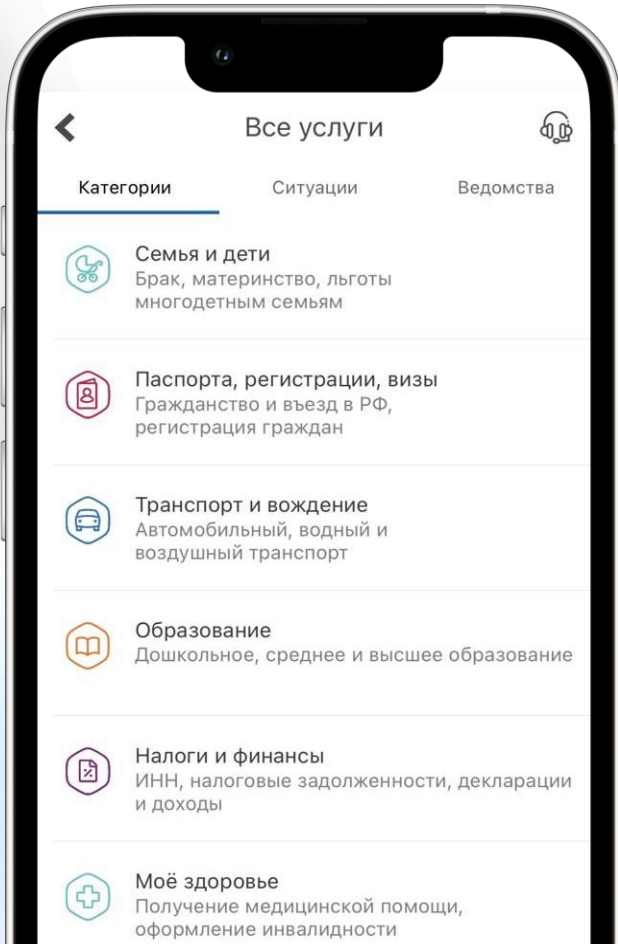 Все услуги
Категории Ситуации Ведомства
Семья и дети
Брак, материнство, льготы
многодетным семьям
Паспорта, регистрации, визы
Гражданство и въезд в РФ,
регистрация граждан
Транспорт и вождение
Автомобильный, водный и
воздушный транспорт
Образование
Дошкольное, среднее и высшее образование
Налоги и финансы
ИНН, налоговые задолженности, декларации
и доходы
Моё здоровье
Получение медицинской помощи,
оформление инвалидности